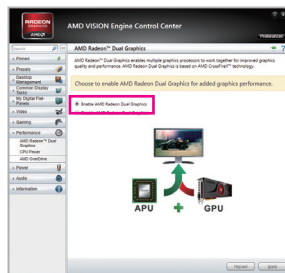 RADEON
GRAPHICS
AMD
AMD VISION Engine Control Center
Preferences
Search
AMD Radeon™ Dual Graphics
Pinned
Presets
Desktop
Management
Common Display
Tasks
My Digital Flat-
Panels
Video
Gaming
Performance
AMD Radeon™ Dual
Graphics
CPU Power
AMD OverDrive
Power
Audio
Information
AMD Radeon™ Dual Graphics enables multiple graphics processors to work together for improved graphics
quality and performance. AMD Radeon Dual Graphics is based on AMD CrossFireX™ technology.
Choose to enable AMD Radeon Dual Graphics for added graphics performance.
Enable AMD Radeon Dual Graphics
APU + GPU
Discard
Apply